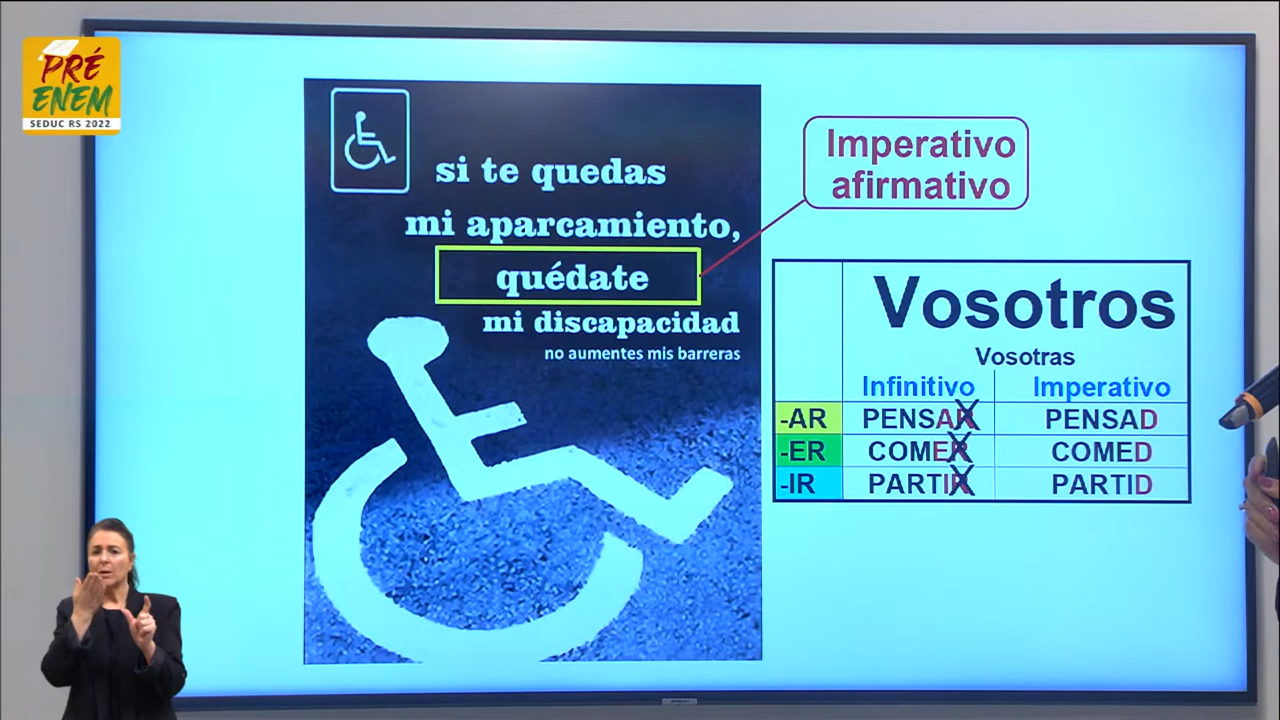 PRÉ
ENEM
SEDUC RS 2022
si te quedas
mi aparcamiento,
quédate
mi discapacidad
no aumentes mis barreras
Imperativo
afirmativo
Vosotros
Vosotras
Infinitivo Imperativo
-AR PENSAR PENSAD
-ER COMER COMED
-IR PARTIR PARTID